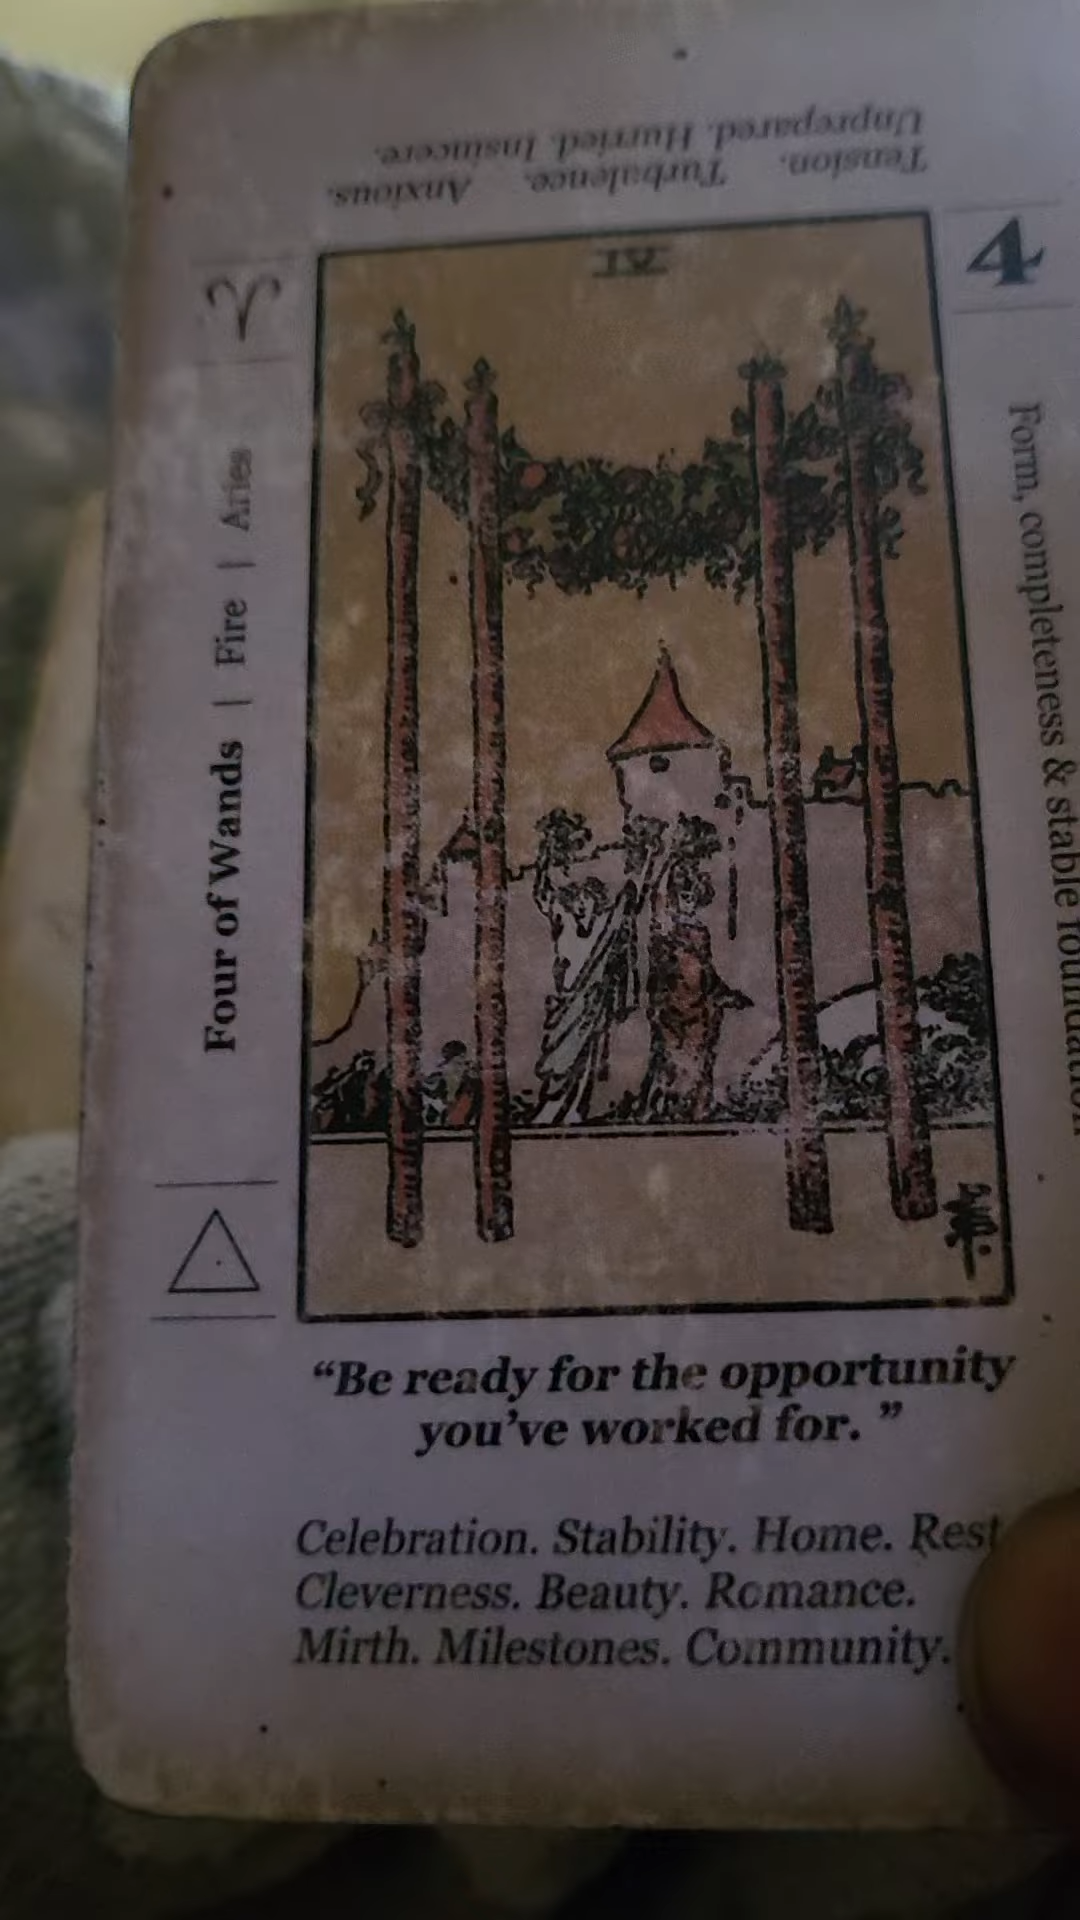 Unprepared. Hurried. Insincere.
Tension. Turbulence. Anxious.
IV
4
Form, completeness & stable foundation
Four of Wands | Fire | Aries
“Be ready for the opportunity
you’ve worked for. ”
Celebration. Stability. Home. Rest
Cleverness. Beauty. Romance.
Mirth. Milestones. Community.